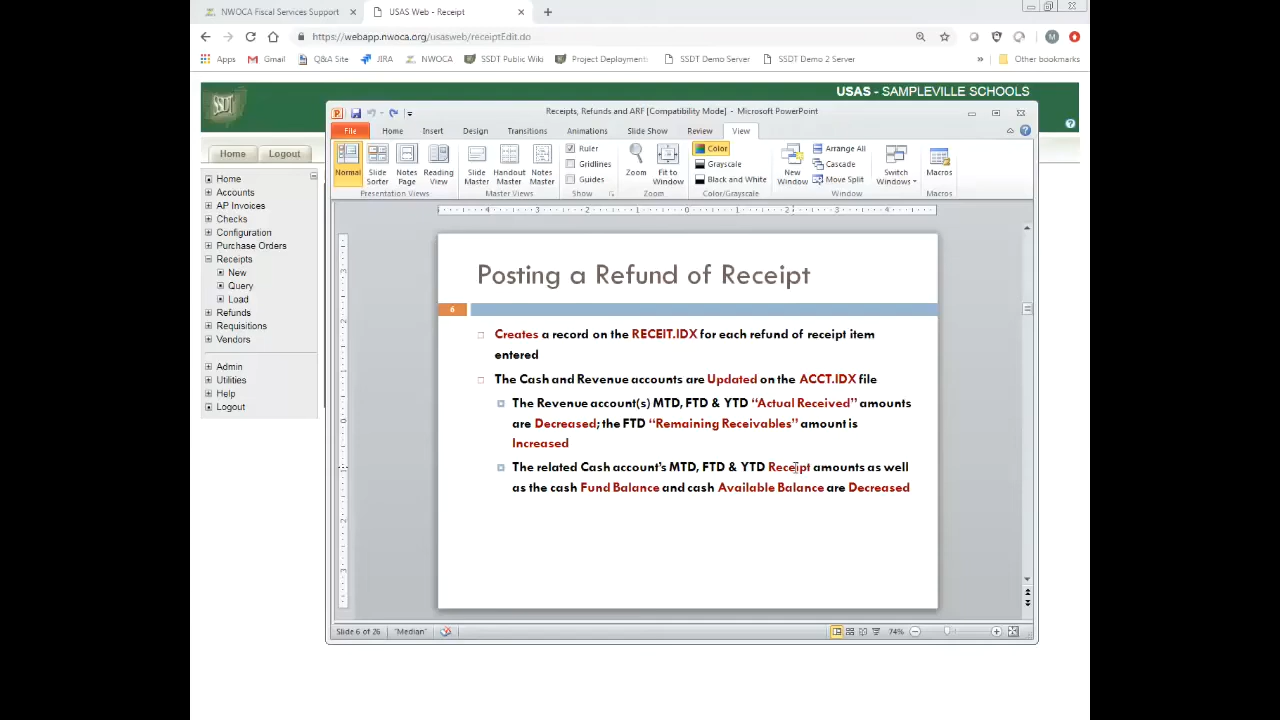 NWOCA Fiscal Services Support
USAS Web - Receipt
https://webapp.nwoca.org/usasweb/receiptEdit.do
M
Apps
Gmail
Q&A Site
JIRA
NWOCA
SSDT Public Wiki
Project Deployment
SSDT Demo Server
SSDT Demo 2 Server
»
Other bookmarks
SSDT
USAS - SAMPLEVILLE SCHOOLS
Home
Logout
Home
Accounts
AP Invoices
Checks
Configuration
Purchase Orders
Receipts
New
Query
Load
Refunds
Requisitions
Vendors
Admin
Utilities
Help
Logout
Receipts, Refunds and ARF [Compatibility Mode] - Microsoft PowerPoint
File
Home
Insert
Design
Transitions
Animations
Slide Show
Review
View
Normal
Slide Sorter
Notes Page
Reading View
Presentation Views
Slide Master
Handout Master
Notes Master
Master Views
Ruler
Gridlines
Guides
Show
Zoom
Fit to Window
Zoom
Color
Grayscale
Black and White
Color/Grayscale
New Window
Arrange All
Cascade
Move Split
Switch Windows
Window
Macros
Macros
4 3 2 1 0 1 2 3 4
Posting a Refund of Receipt
6
Creates a record on the RECEIT.IDX for each refund of receipt item
entered
The Cash and Revenue accounts are Updated on the ACCT.IDX file
The Revenue account(s) MTD, FTD & YTD “Actual Received” amounts
are Decreased; the FTD “Remaining Receivables” amount is
Increased
The related Cash account’s MTD, FTD & YTD Receipt amounts as well
as the cash Fund Balance and cash Available Balance are Decreased
Slide 6 of 26
"Median"
74%